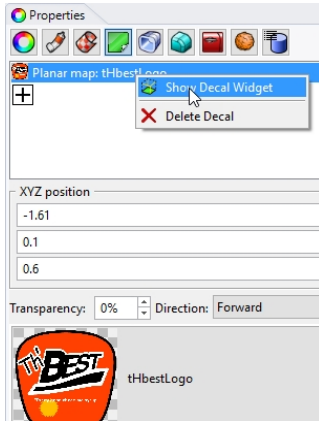 Properties
Planar map: tHbestLogo
Show Decal Widget
Delete Decal
XYZ position
-1.61
0.1
0.6
Transparency: 0% Direction: Forward
Th'BEST
tHbestLogo